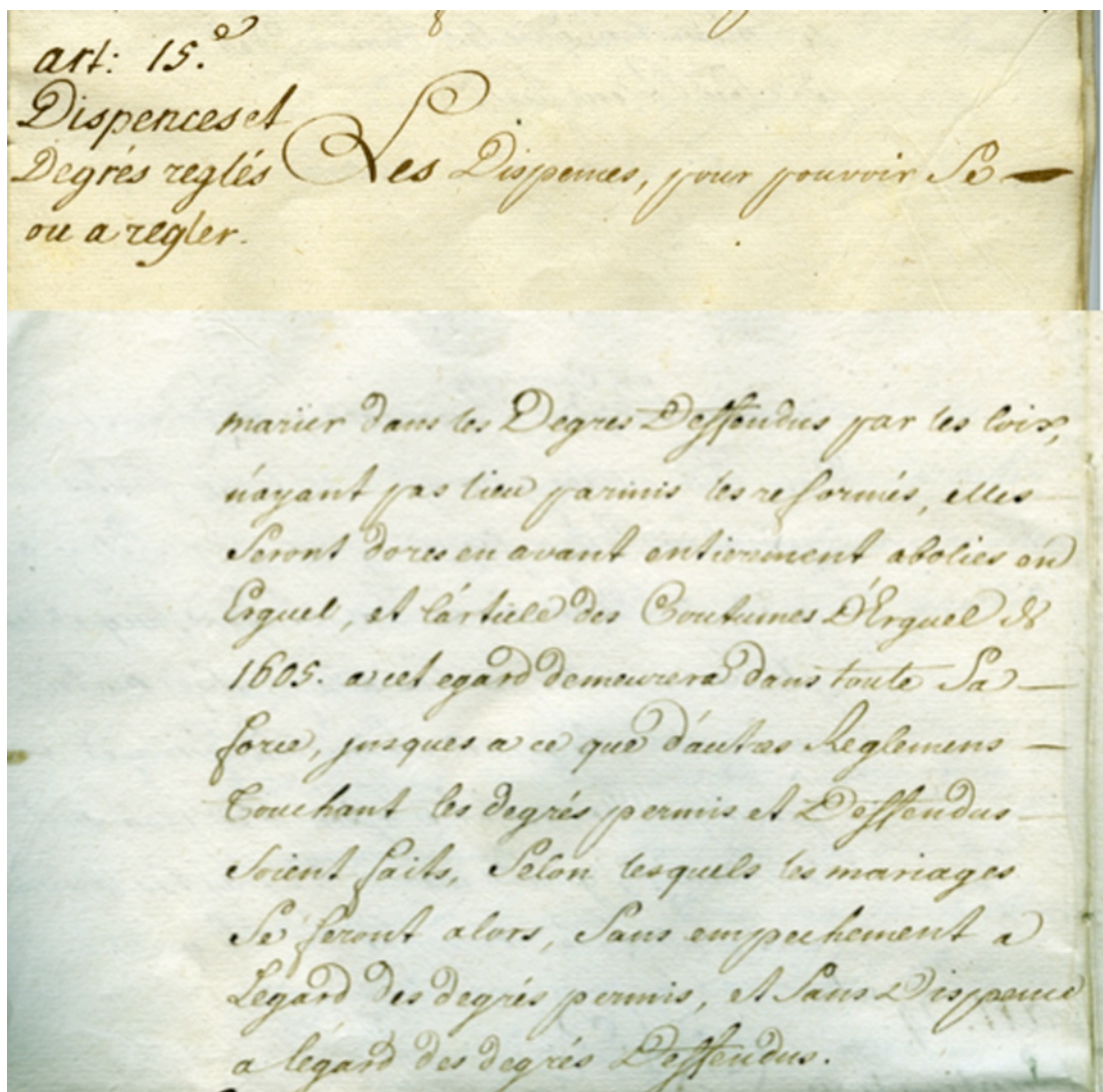 art: 15.e
Dispences et
Degrés reglés
ou a regler.
Les Dispences, pour pouvoir Se
marier dans les Degres Deffendus par les loix,
n'ayant pas lieu parmis les reformés, elles
Seront dores en avant entierement abolies en
Erguel, et l'article des Coutumes D'Erguel de
1605. a cet egard demeurera dans toute Sa
force, jusques a ce que d'autres Reglemens
Touchant les degrés permis et Deffendus
Soient faits, Selon lesquels les mariages
Se feront alors, Sans empechement a
Legard des degrés permis, et Sans Dispence
a légard des degrés Deffendus.